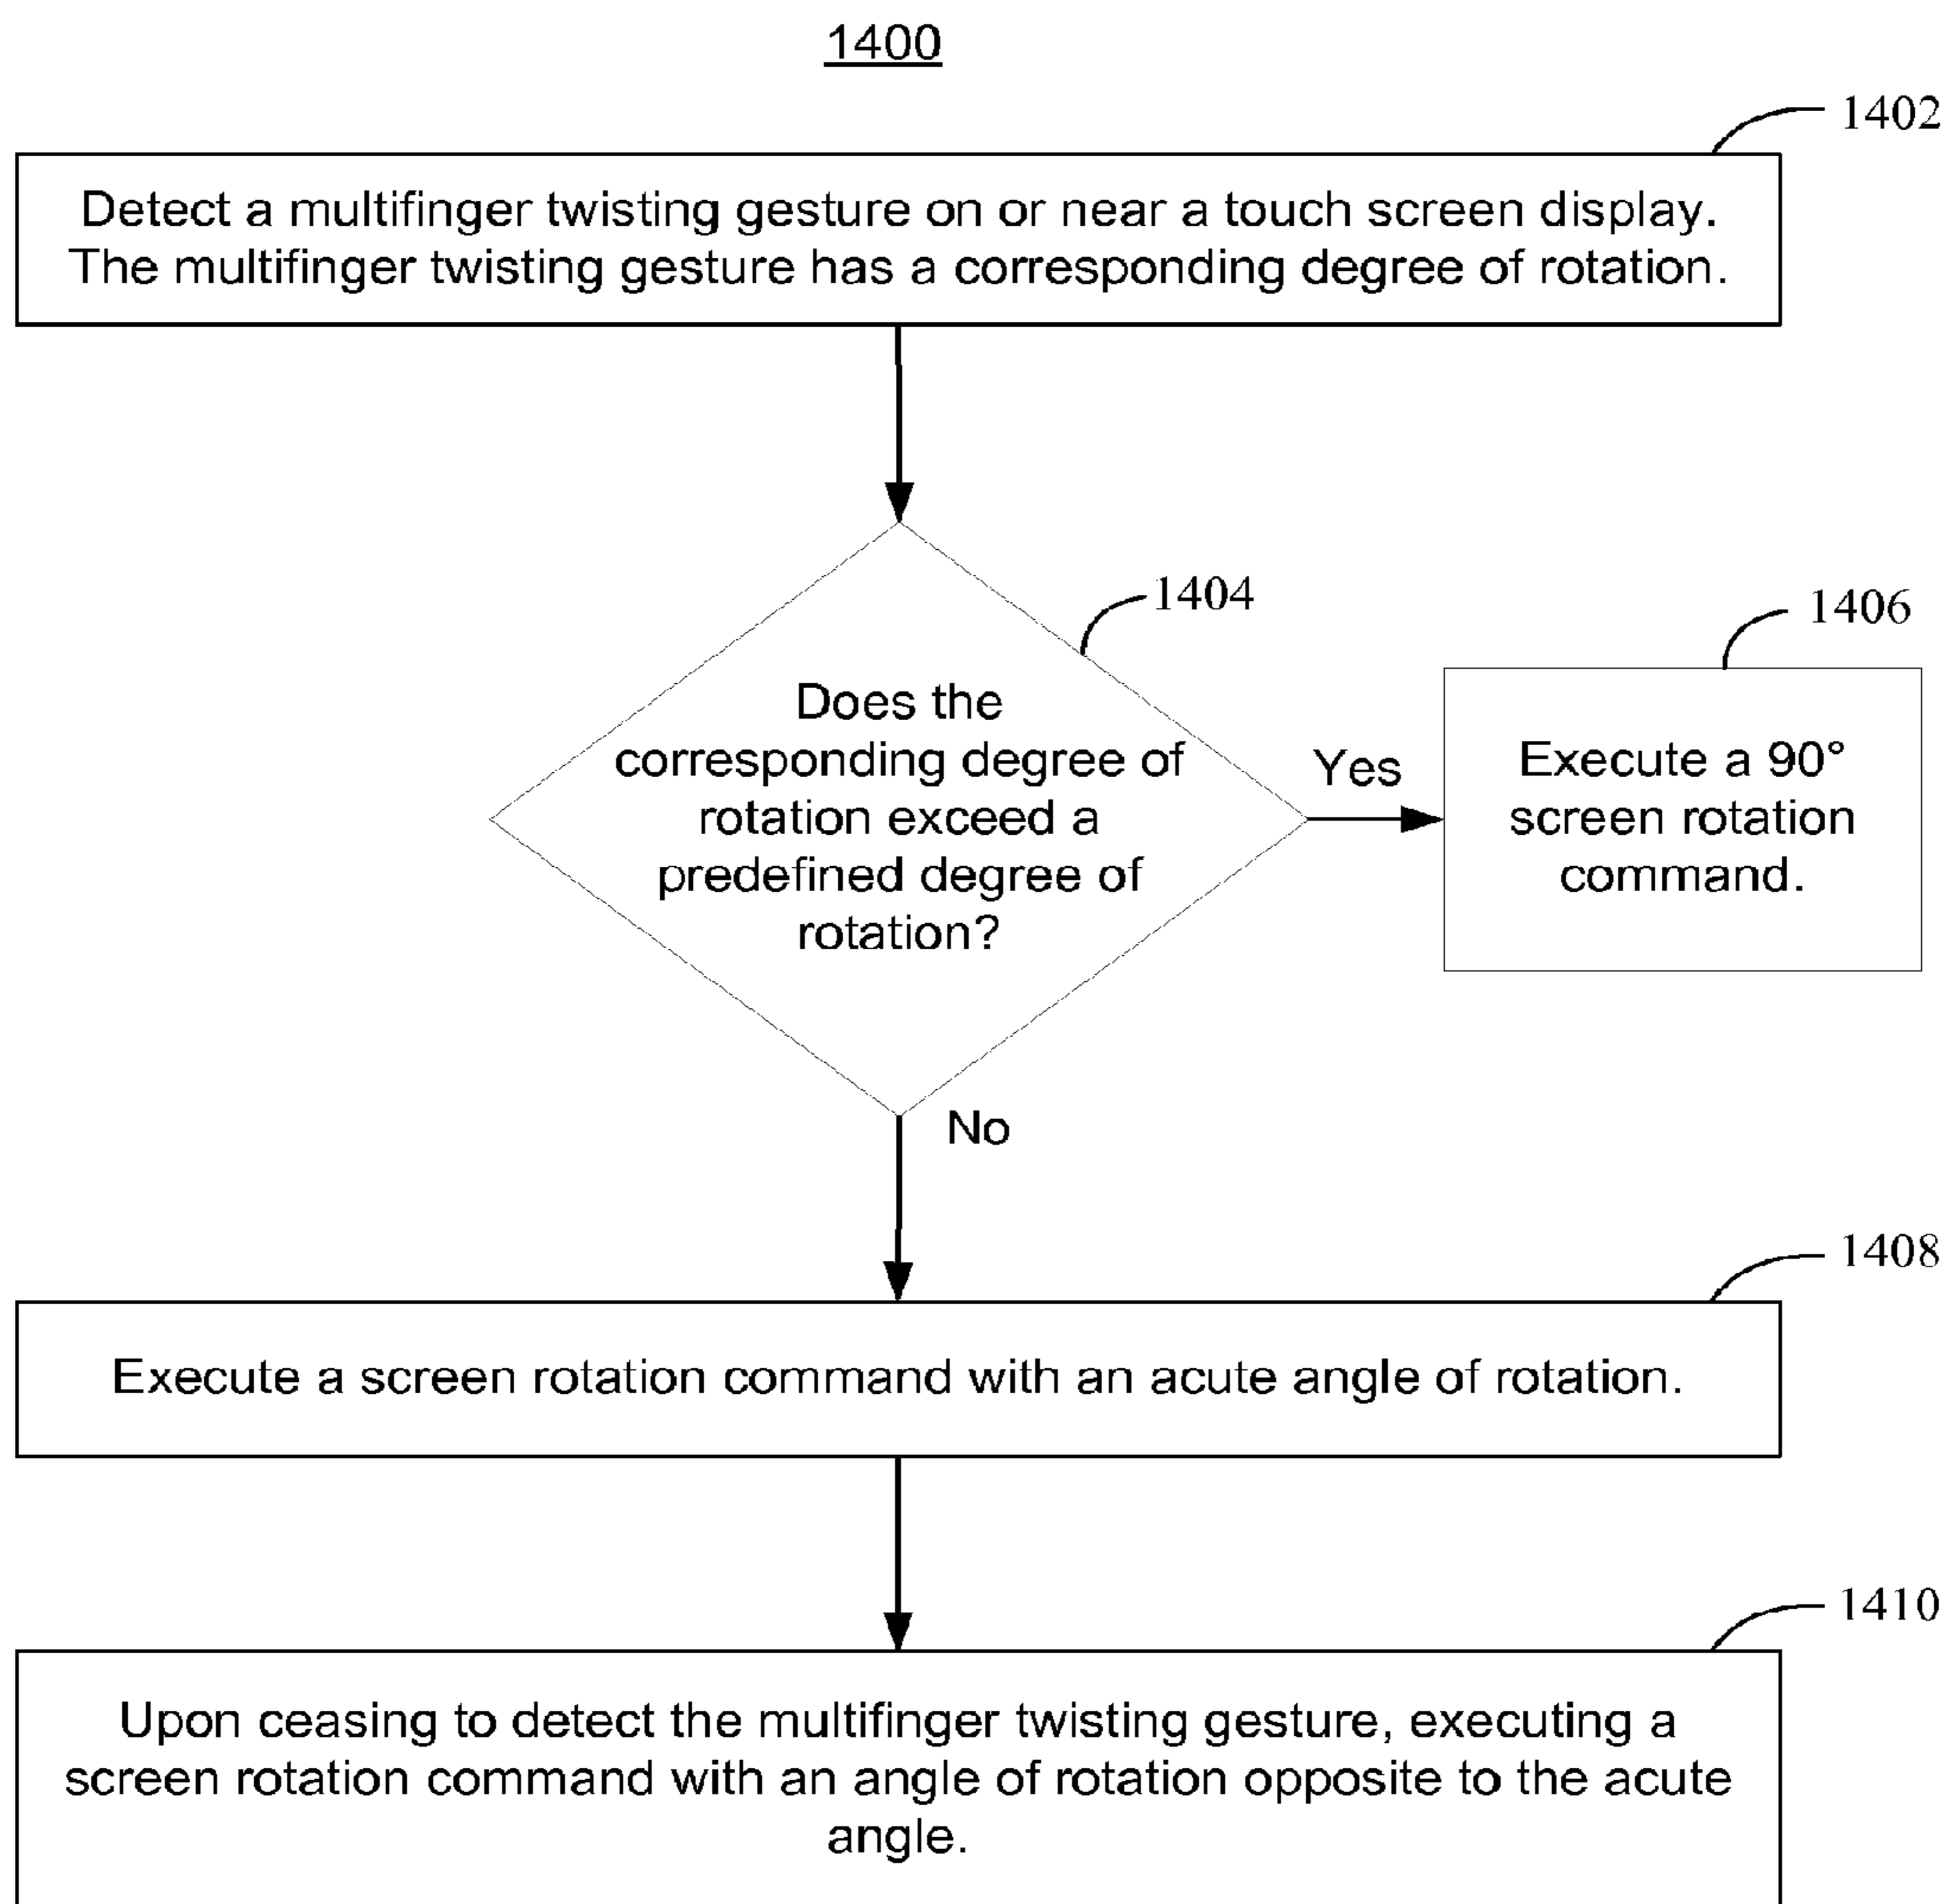 1400
1402
Detect a multifinger twisting gesture on or near a touch screen display.
The multifinger twisting gesture has a corresponding degree of rotation.
1404
Does the
corresponding degree of
rotation exceed a
predefined degree of
rotation?
Yes
1406
Execute a 90°
screen rotation
command.
No
1408
Execute a screen rotation command with an acute angle of rotation.
1410
Upon ceasing to detect the multifinger twisting gesture, executing a
screen rotation command with an angle of rotation opposite to the acute
angle.